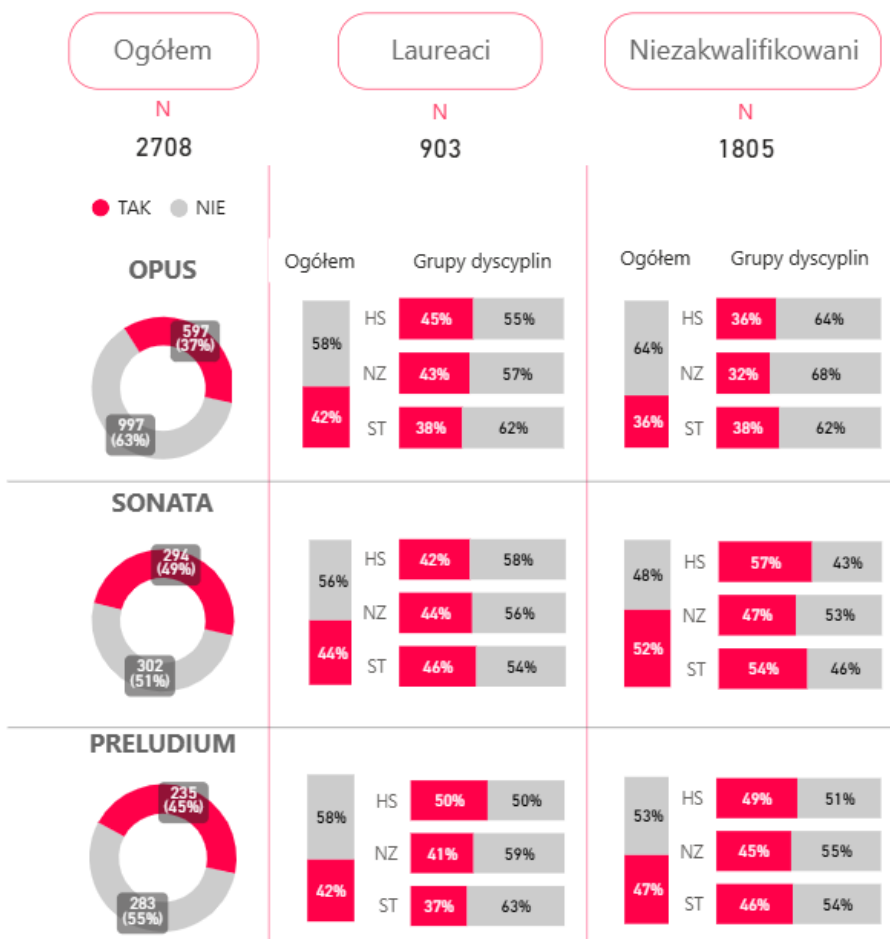 Ogółem
Laureaci
Niezakwalifikowani
N
N
N
2708
903
1805
TAK
NIE
OPUS
Ogółem
Grupy dyscyplin
Ogółem
Grupy dyscyplin
597
(37%)
997
(63%)
58%
42%
HS
45%
55%
NZ
43%
57%
ST
38%
62%
64%
36%
HS
36%
64%
NZ
32%
68%
ST
38%
62%
SONATA
294
(49%)
302
(51%)
56%
44%
HS
42%
58%
NZ
44%
56%
ST
46%
54%
48%
52%
HS
57%
43%
NZ
47%
53%
ST
54%
46%
PRELUDIUM
235
(45%)
283
(55%)
58%
42%
HS
50%
50%
NZ
41%
59%
ST
37%
63%
53%
47%
HS
49%
51%
NZ
45%
55%
ST
46%
54%